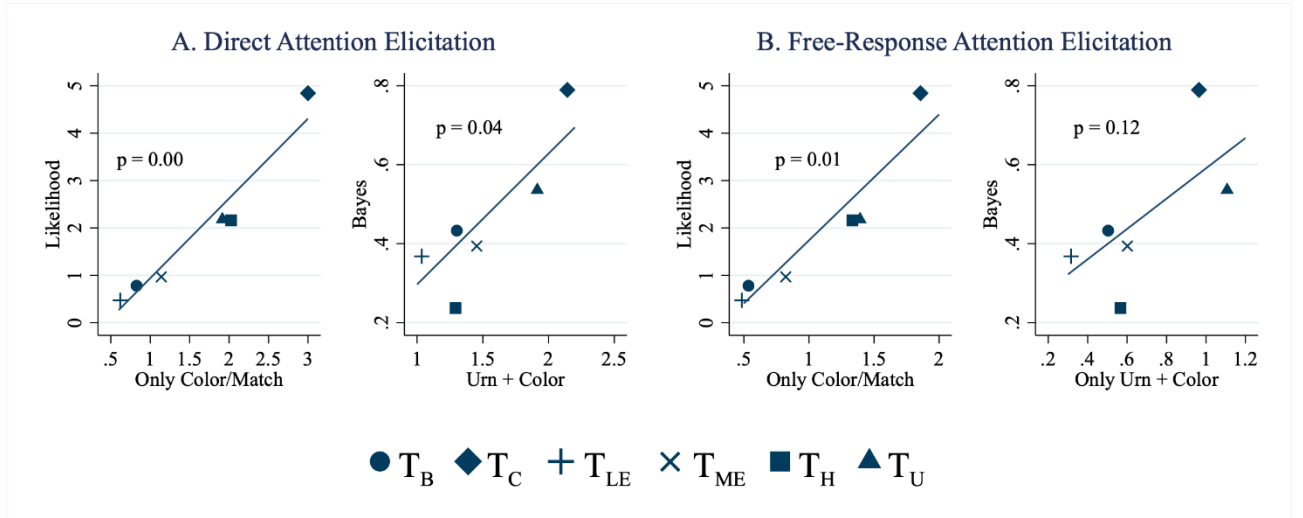 A. Direct Attention Elicitation
B. Free-Response Attention Elicitation
Likelihood
0 1 2 3 4 5
p = 0.00
.5 1 1.5 2 2.5 3
Only Color/Match
Bayes
.2 .4 .6 .8
p = 0.04
1 1.5 2 2.5
Urn + Color
Likelihood
0 1 2 3 4 5
p = 0.01
.5 1 1.5 2
Only Color/Match
Bayes
.2 .4 .6 .8
p = 0.12
.2 .4 .6 .8 1 1.2
Only Urn + Color
T_B T_C T_LE T_ME T_H T_U